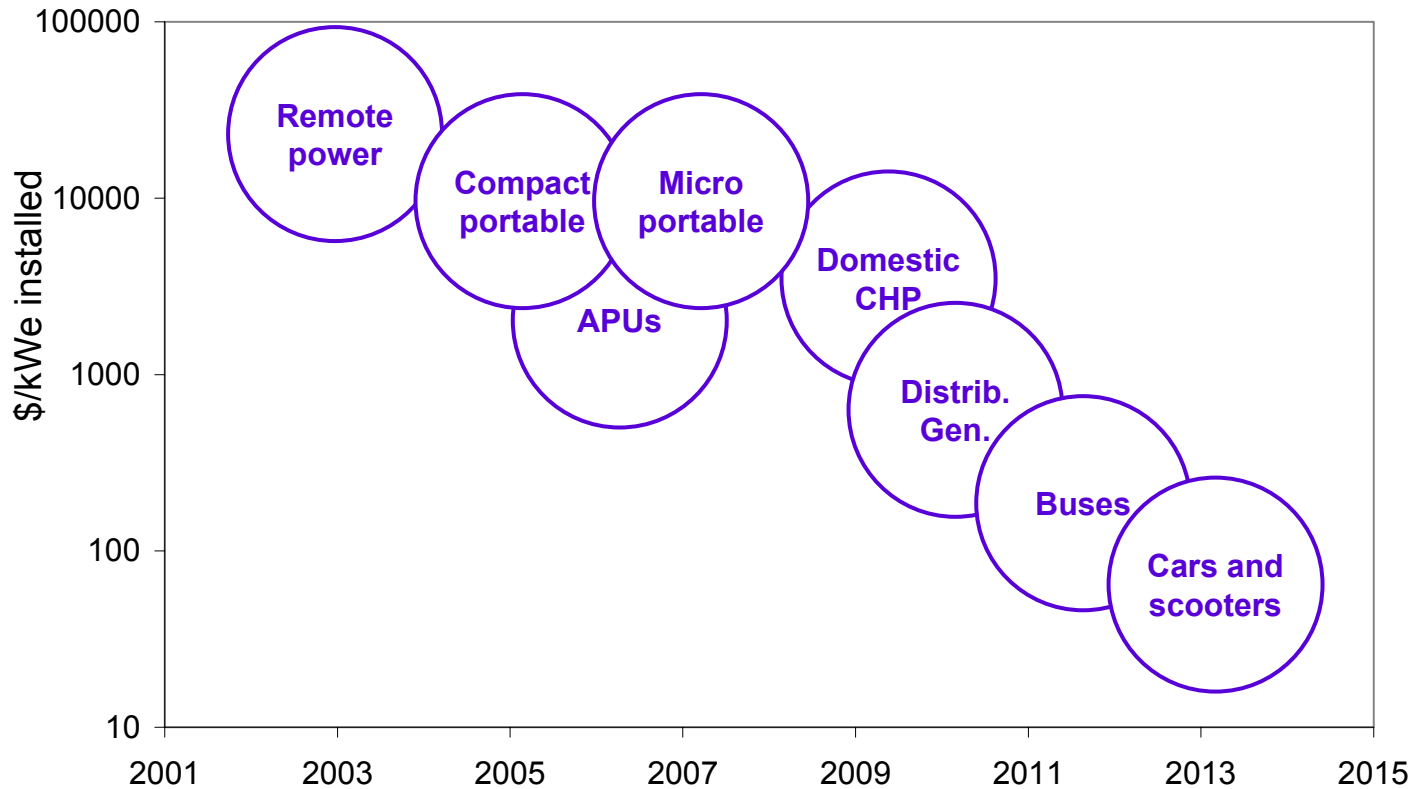 100000
10000
1000
100
10
$/kWe installed
Remote
power
Compact
portable
Micro
portable
APUs
Domestic
CHP
Distrib.
Gen.
Buses
Cars and
scooters
2001
2003
2005
2007
2009
2011
2013
2015